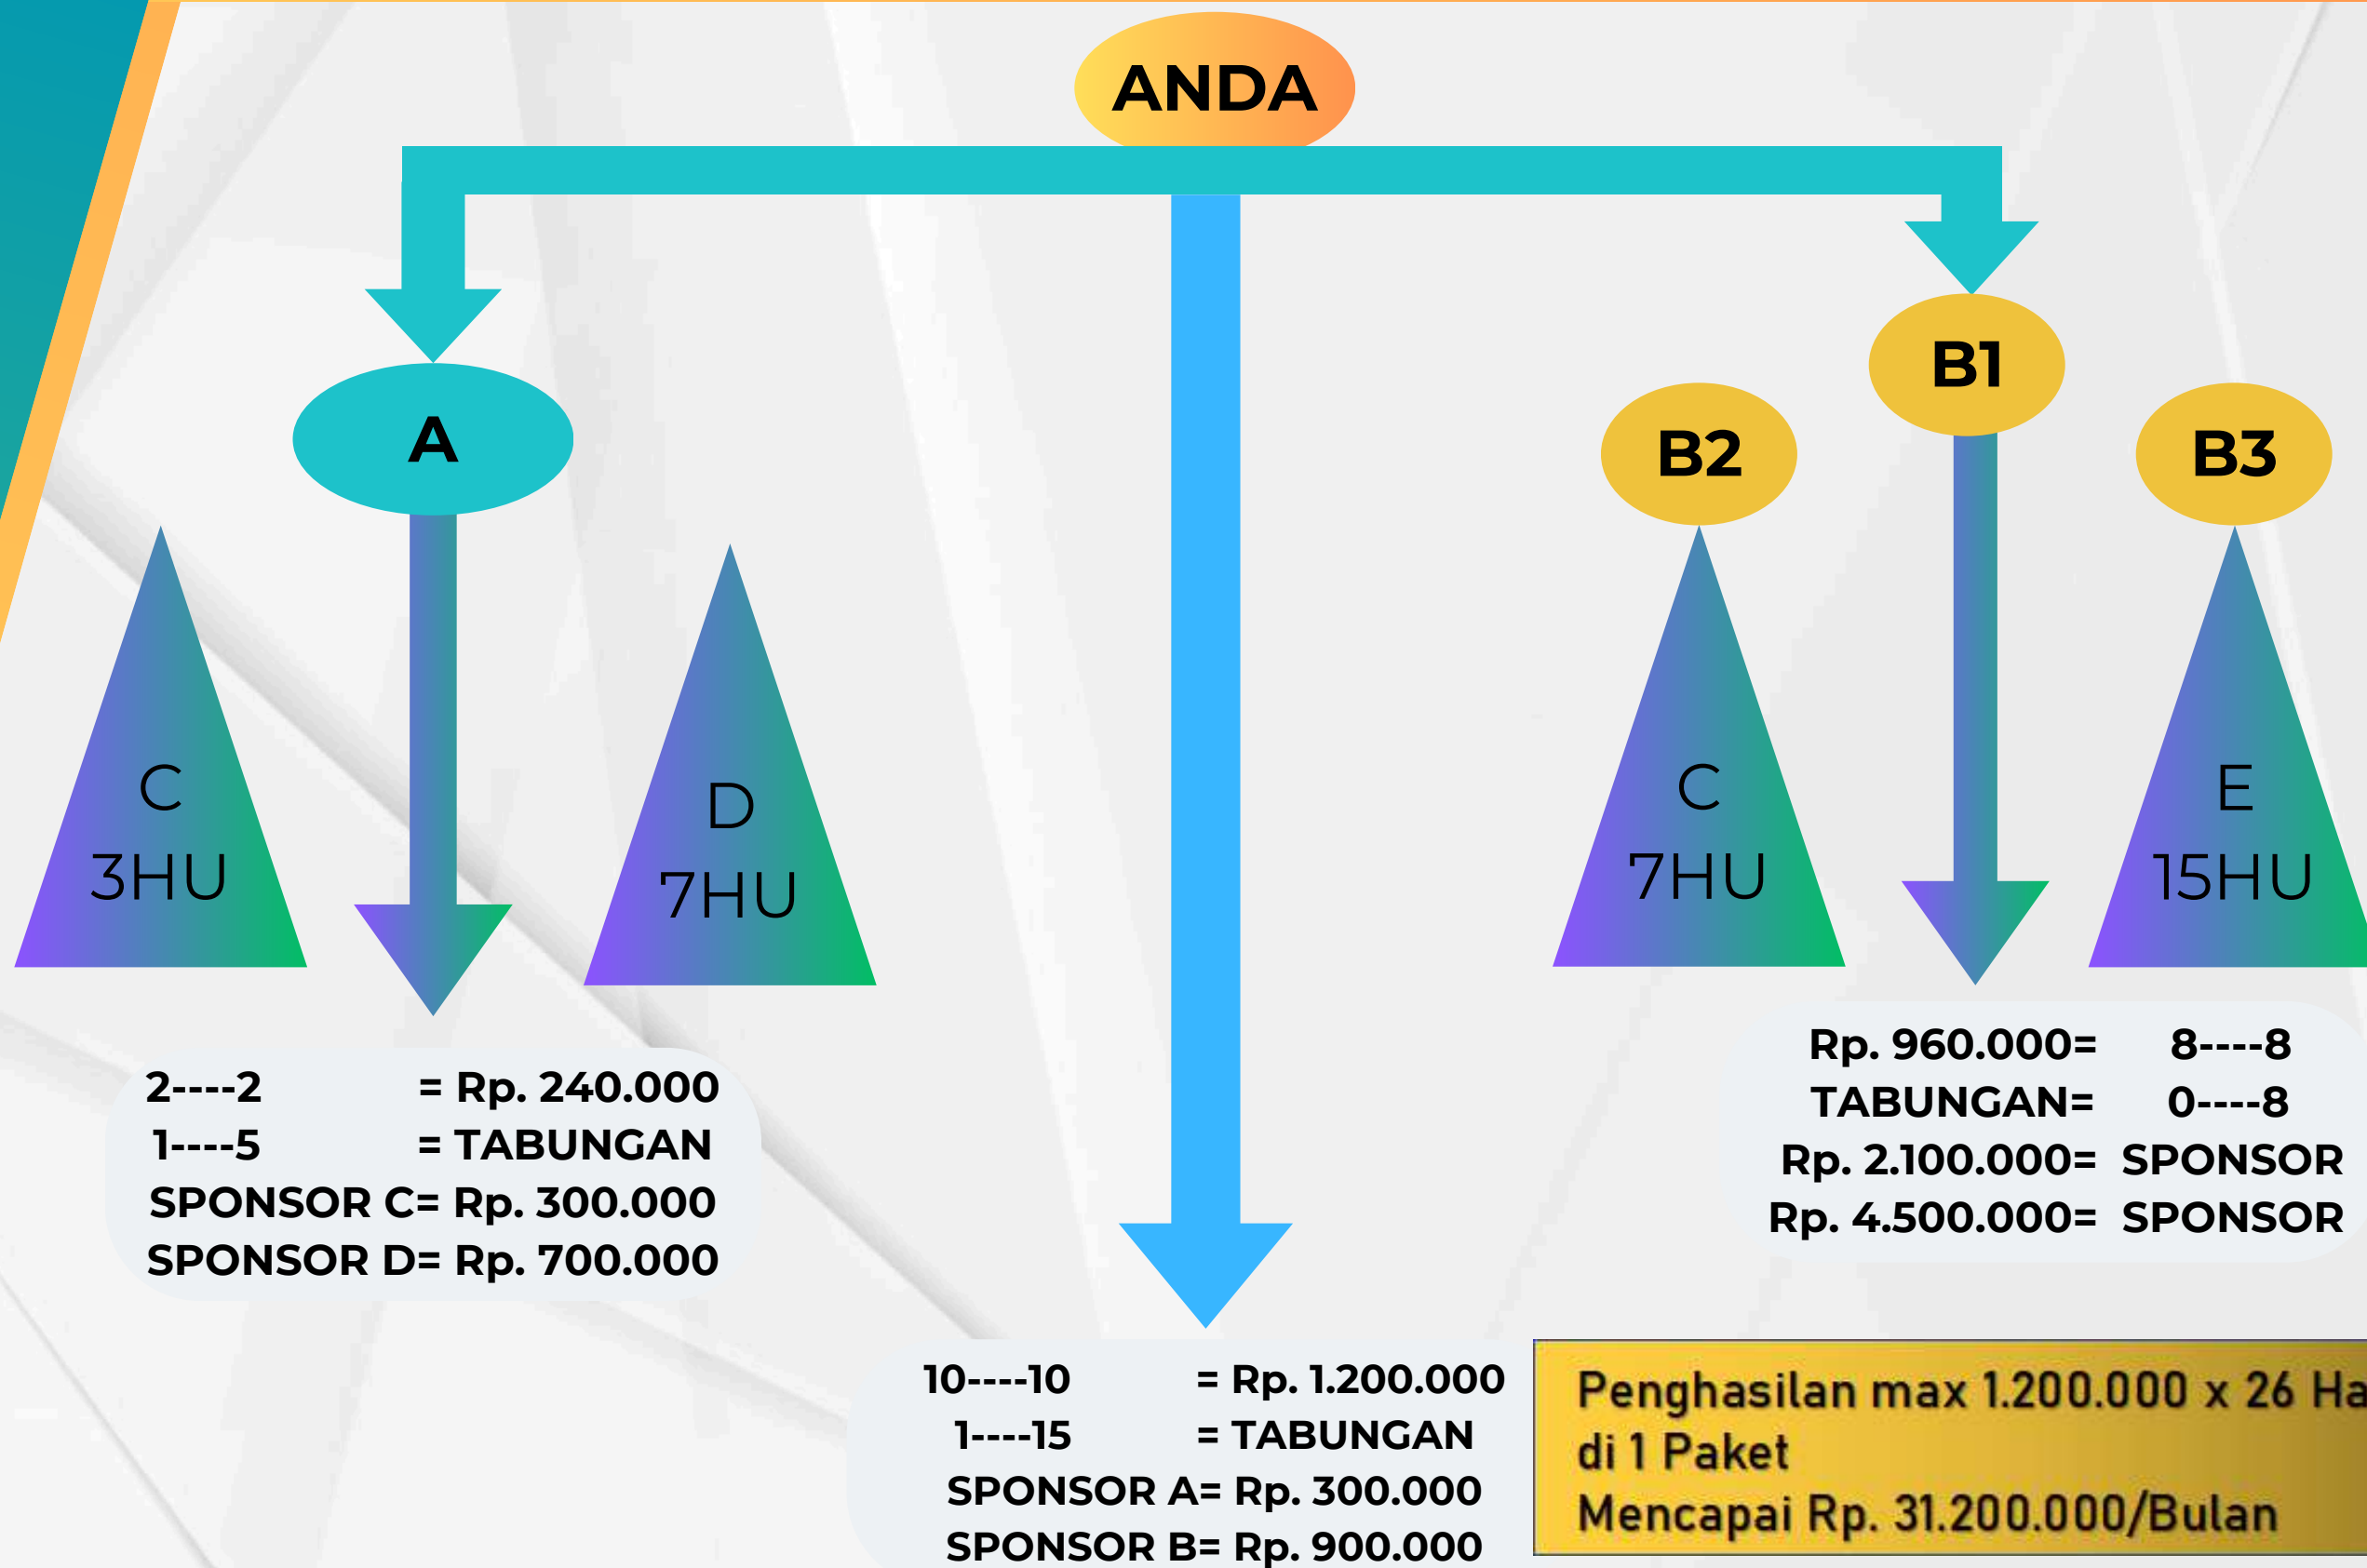 ANDA
A
B1
B2
B3
C
3HU
D
7HU
C
7HU
E
15HU
2----2 = Rp. 240.000
1----5 = TABUNGAN
SPONSOR C= Rp. 300.000
SPONSOR D= Rp. 700.000
Rp. 960.000= 8----8
TABUNGAN= 0----8
Rp. 2.100.000= SPONSOR
Rp. 4.500.000= SPONSOR
10----10 = Rp. 1.200.000
1----15 = TABUNGAN
SPONSOR A= Rp. 300.000
SPONSOR B= Rp. 900.000
Penghasilan max 1.200.000 x 26
di 1 Paket
Mencapai Rp. 31.200.000/Bulan